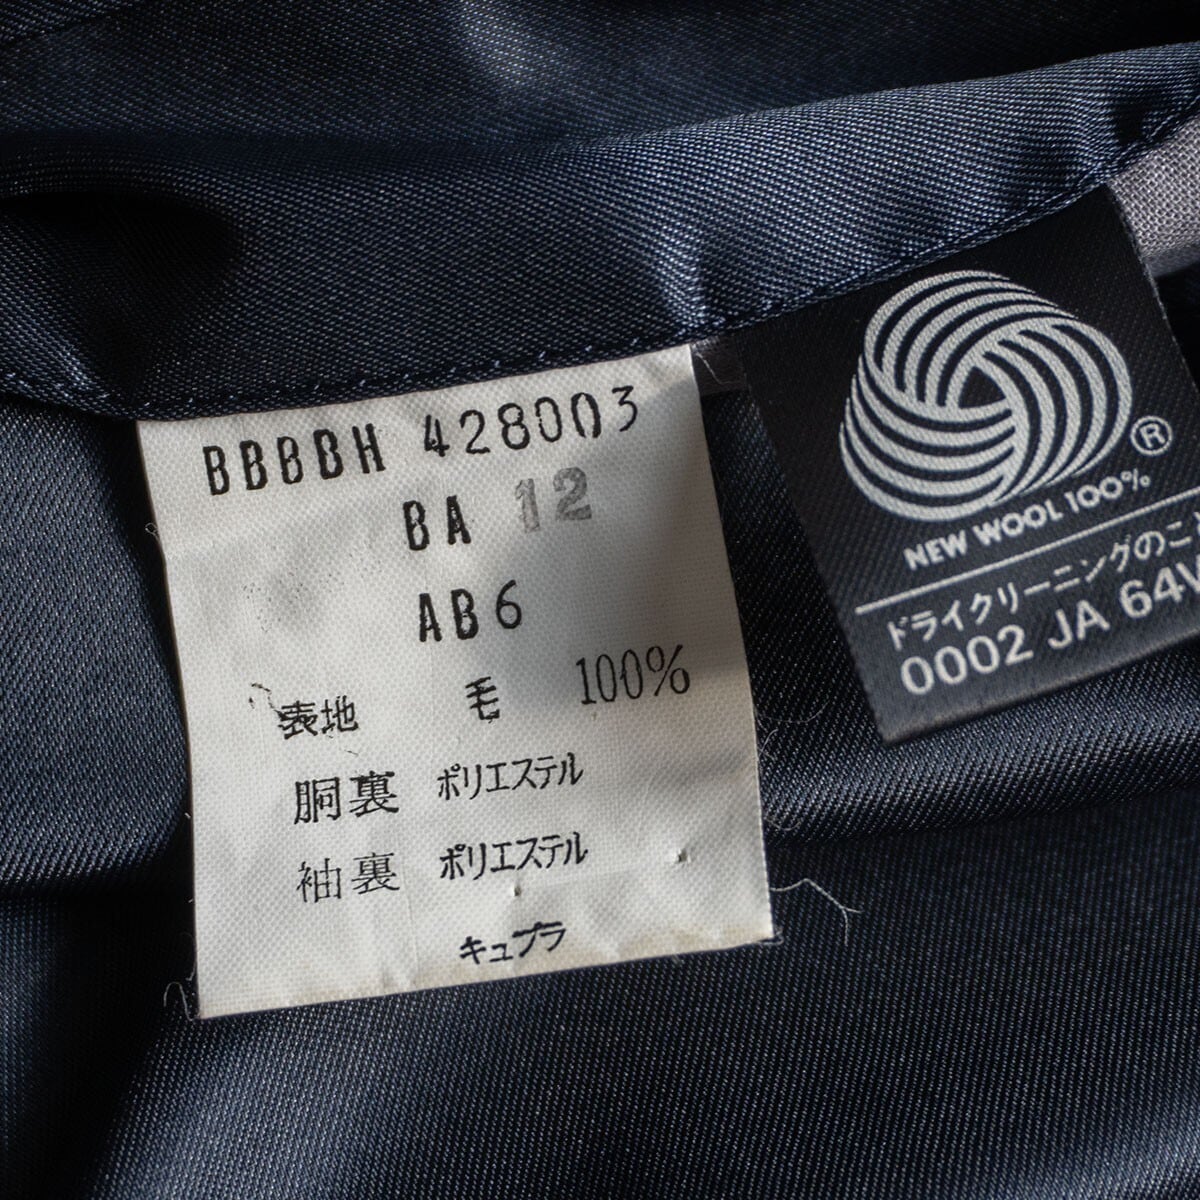 BBBBH 428003
BA 12
AB6
表地 毛 100%
胴裏 ポリエステル
袖裏 ポリエステル
キュプラ
®
NEW WOOL 100%
ドライクリーニングのこ
0002 JA 64